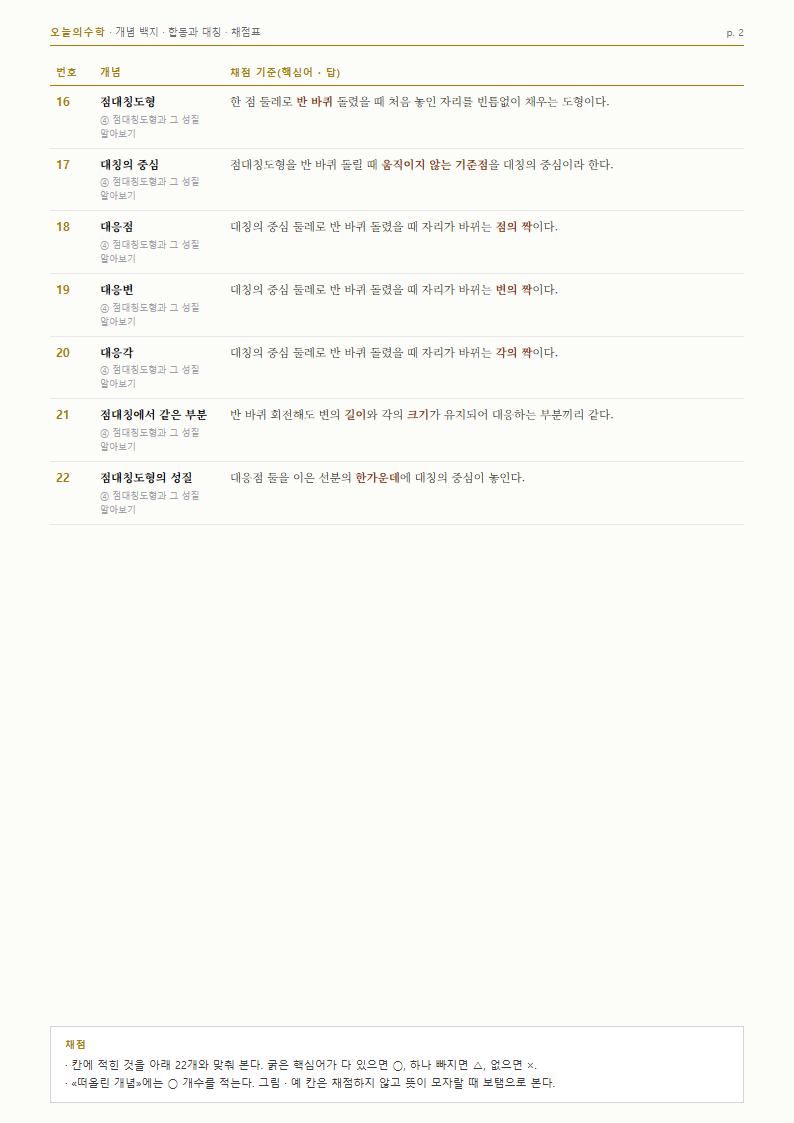 오늘의수학 · 개념 백지 · 합동과 대칭 · 채점표
p. 2
번호 개념 채점 기준(핵심어 · 답)
16 점대칭도형 한 점 둘레로 반 바퀴 돌렸을 때 처음 놓인 자리를 빈틈없이 채우는 도형이다.
④ 점대칭도형과 그 성질
알아보기
17 대칭의 중심 점대칭도형을 반 바퀴 돌릴 때 움직이지 않는 기준점을 대칭의 중심이라 한다.
④ 점대칭도형과 그 성질
알아보기
18 대응점 대칭의 중심 둘레로 반 바퀴 돌렸을 때 자리가 바뀌는 점의 짝이다.
④ 점대칭도형과 그 성질
알아보기
19 대응변 대칭의 중심 둘레로 반 바퀴 돌렸을 때 자리가 바뀌는 변의 짝이다.
④ 점대칭도형과 그 성질
알아보기
20 대응각 대칭의 중심 둘레로 반 바퀴 돌렸을 때 자리가 바뀌는 각의 짝이다.
④ 점대칭도형과 그 성질
알아보기
21 점대칭에서 같은 부분 반 바퀴 회전해도 변의 길이와 각의 크기가 유지되어 대응하는 부분끼리 같다.
④ 점대칭도형과 그 성질
알아보기
22 점대칭도형의 성질 대응점 둘을 이은 선분의 한가운데에 대칭의 중심이 놓인다.
④ 점대칭도형과 그 성질
알아보기
채점
· 칸에 적힌 것을 아래 22개와 맞춰 본다. 굵은 핵심어가 다 있으면 ○, 하나 빠지면 △, 없으면 ×.
· «떠올린 개념»에는 ○ 개수를 적는다. 그림 · 예 칸은 채점하지 않고 뜻이 모자랄 때 보탬으로 본다.